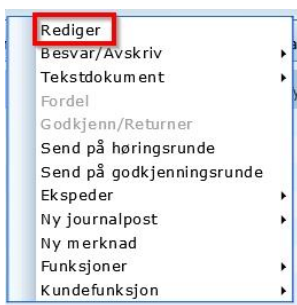 Rediger
Besvar/Avskriv
Tekstdokument
Fordel
Godkjenn/Returner
Send på høringsrunde
Send på godkjenningsrunde
Ekspeder
Ny journalpost
Ny merknad
Funksjoner
Kundefunksjon